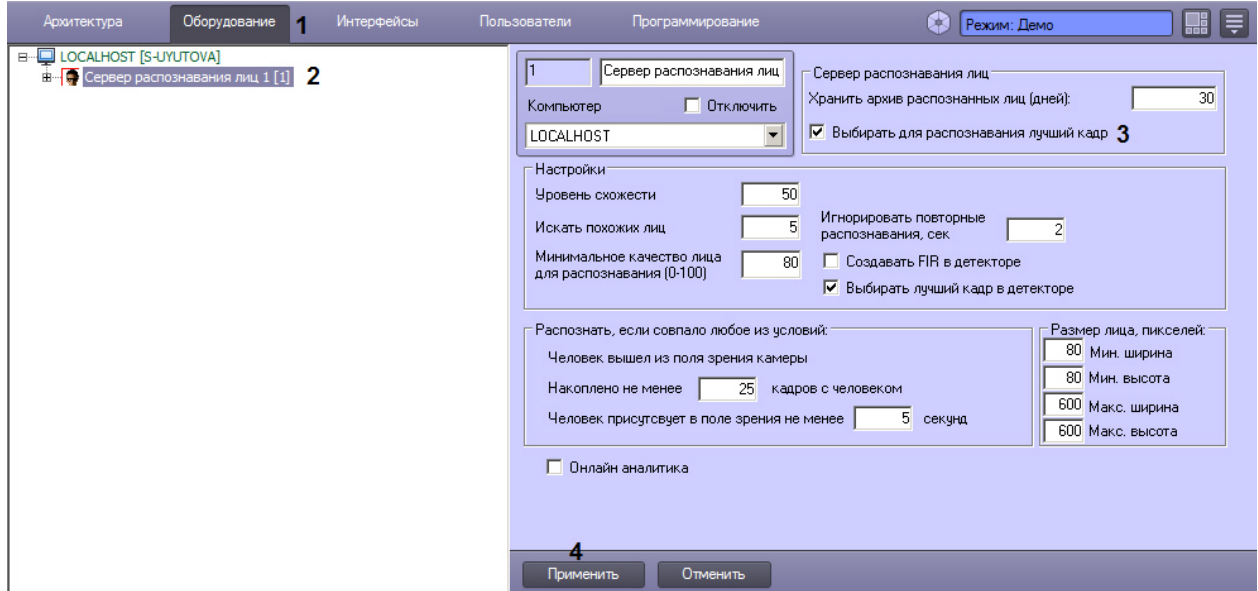 Архитектура Оборудование 1 Интерфейсы Пользователи Программирование Режим: Демо
LOCALHOST [S-UYUTOVA]
Сервер распознавания лиц 1 [1] 2
1 Сервер распознавания лиц
Компьютер Отключить
LOCALHOST
Сервер распознавания лиц
Хранить архив распознанных лиц (дней): 30
Выбирать для распознавания лучший кадр 3
Настройки
Уровень схожести 50
Искать похожих лиц 5
Минимальное качество лица
для распознавания (0-100) 80
Игнорировать повторные
распознавания, сек 2
Создавать FIR в детекторе
Выбирать лучший кадр в детекторе
Распознать, если совпало любое из условий:
Человек вышел из поля зрения камеры
Накоплено не менее 25 кадров с человеком
Человек присутсвует в поле зрения не менее 5 секунд
Размер лица, пикселей:
80 Мин. ширина
80 Мин. высота
600 Макс. ширина
600 Макс. высота
Онлайн аналитика
4
Применить Отменить